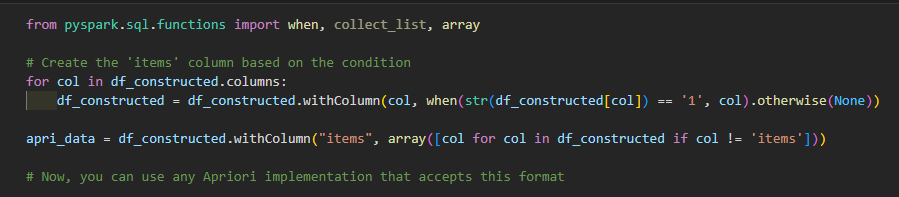 from pyspark.sql.functions import when, collect_list, array
# Create the 'items' column based on the condition
for col in df_constructed.columns:
    df_constructed = df_constructed.withColumn(col, when(str(df_constructed[col]) == '1', col).otherwise(None))
apri_data = df_constructed.withColumn("items", array([col for col in df_constructed if col != 'items']))
# Now, you can use any Apriori implementation that accepts this format